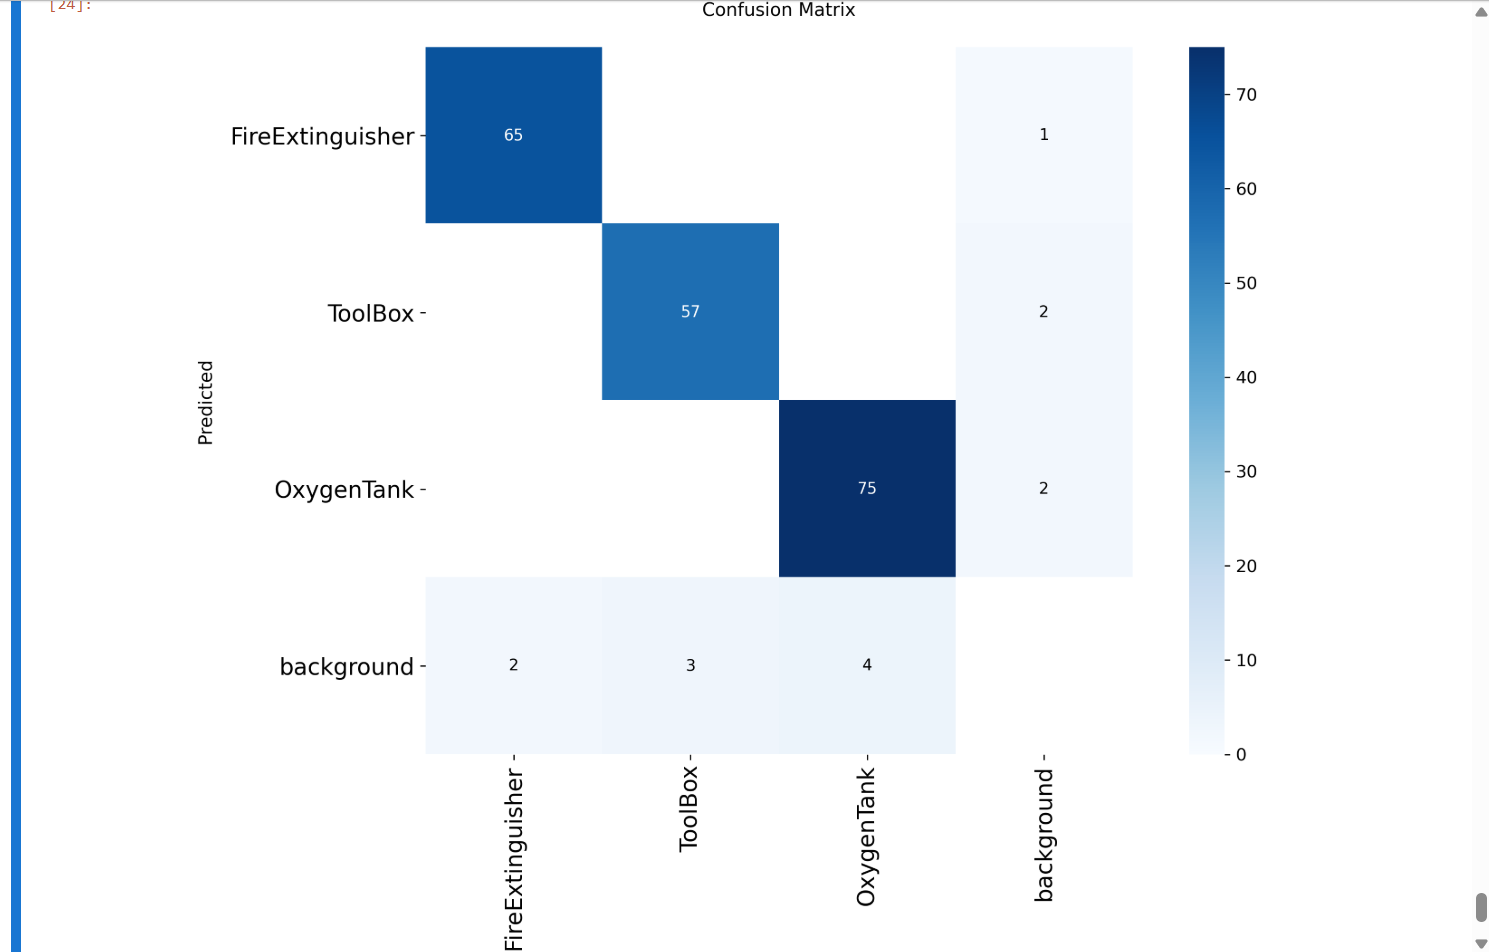 [24]:
Confusion Matrix
FireExtinguisher
65
1
70
60
ToolBox
57
2
50
40
Predicted
OxygenTank
75
2
30
20
background
2
3
4
10
0
FireExtinguisher
ToolBox
OxygenTank
background